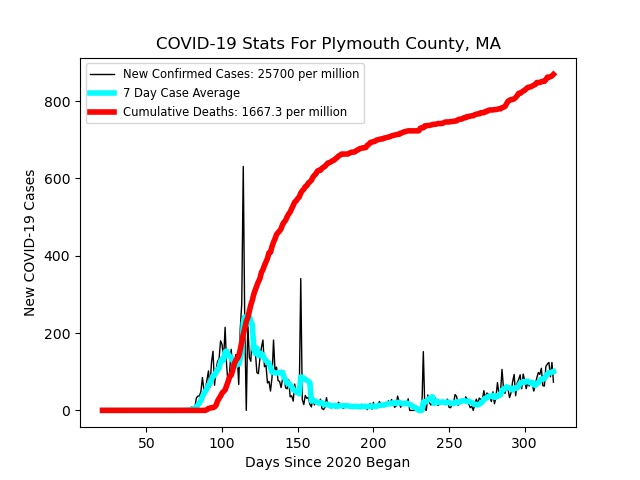 COVID-19 Stats For Plymouth County, MA
New Confirmed Cases: 25700 per million
7 Day Case Average
Cumulative Deaths: 1667.3 per million
New COVID-19 Cases
800
600
400
200
0
50 100 150 200 250 300
Days Since 2020 Began